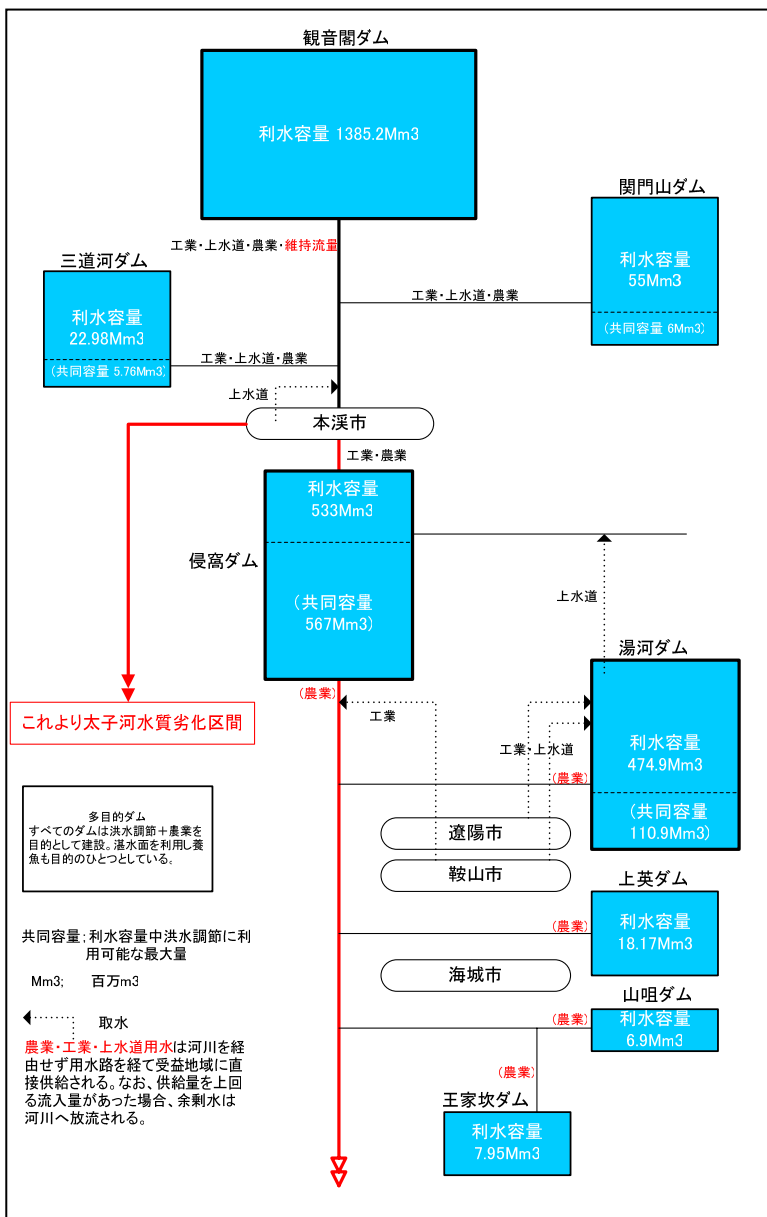 観音閣ダム
利水容量 1385.2Mm3
関門山ダム
利水容量
55Mm3
(共同容量 6Mm3)
工業・上水道・農業・維持流量
三道河ダム
利水容量
22.98Mm3
(共同容量 5.76Mm3)
工業・上水道・農業
工業・上水道・農業
上水道
本渓市
工業・農業
利水容量
533Mm3
侵窩ダム
(共同容量
567Mm3)
上水道
湯河ダム
(農業)
これより太子河水質劣化区間
工業
工業・上水道
利水容量
474.9Mm3
(農業)
(共同容量
110.9Mm3)
多目的ダム
すべてのダムは洪水調節＋農業を
目的として建設。湛水面を利用し養
魚も目的のひとつとしている。
遼陽市
鞍山市
上英ダム
(農業)
利水容量
18.17Mm3
共同容量;利水容量中洪水調節に利
用可能な最大量
Mm3; 百万m3
海城市
山咀ダム
(農業)
利水容量
6.9Mm3
取水
農業・工業・上水道用水は河川を経
由せず用水路を経て受益地域に直
接供給される。なお、供給量を上回
る流入量があった場合、余剰水は
河川へ放流される。
(農業)
王家坎ダム
利水容量
7.95Mm3